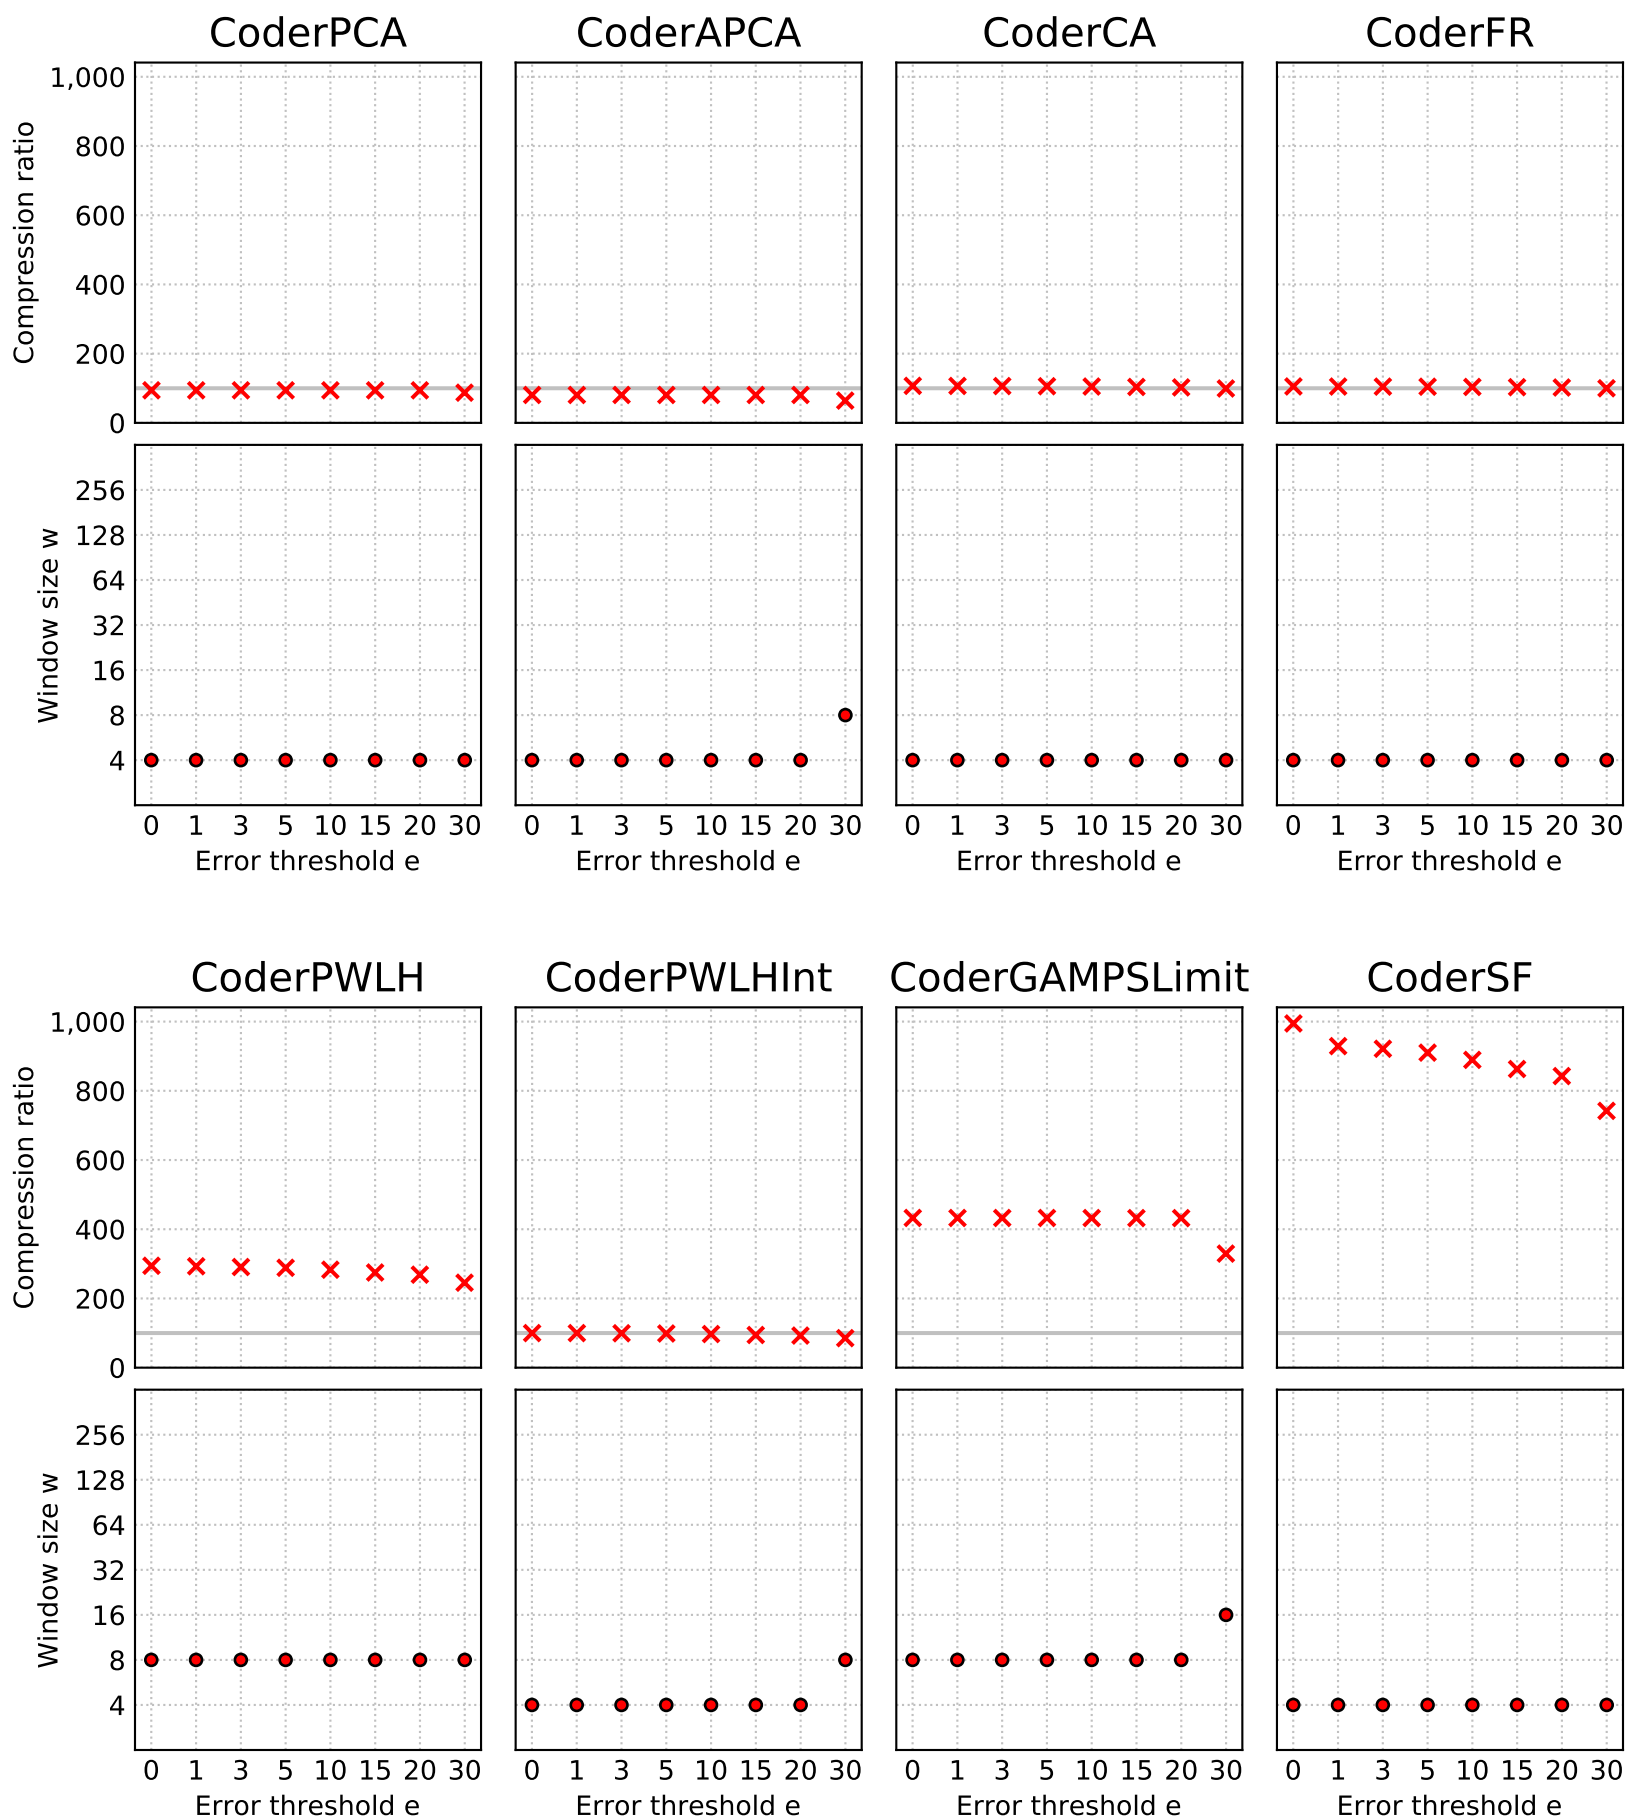 CoderPCA CoderAPCA CoderCA CoderFR
Compression ratio
1,000
800
600
400
200
0
Window size w
256
128
64
32
16
8
4
0 1 3 5 10 15 20 30 0 1 3 5 10 15 20 30 0 1 3 5 10 15 20 30 0 1 3 5 10 15 20 30
Error threshold e Error threshold e Error threshold e Error threshold e
CoderPWLH CoderPWLHInt CoderGAMPSLimit CoderSF
Compression ratio
1,000
800
600
400
200
0
Window size w
256
128
64
32
16
8
4
0 1 3 5 10 15 20 30 0 1 3 5 10 15 20 30 0 1 3 5 10 15 20 30 0 1 3 5 10 15 20 30
Error threshold e Error threshold e Error threshold e Error threshold e